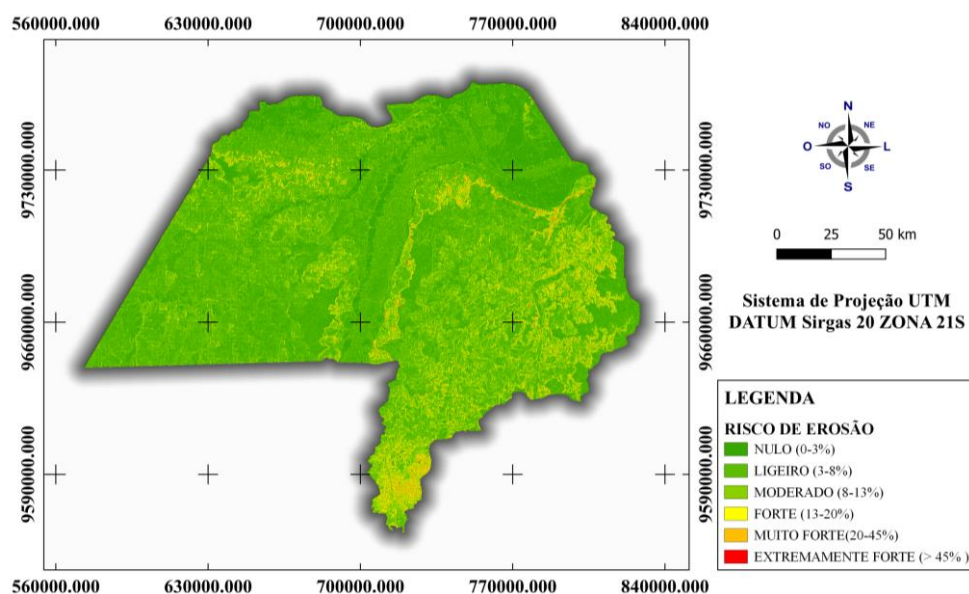 560000.000 630000.000 700000.000 770000.000 840000.000
9730000.000
9660000.000
9590000.000
9730000.000
9660000.000
9590000.000
560000.000 630000.000 700000.000 770000.000 840000.000
N
NO NE
O L
SO SE
S
0 25 50 km
Sistema de Projeção UTM
DATUM Sirgas 20 ZONA 21S
LEGENDA
RISCO DE EROSÃO
NULO (0-3%)
LIGEIRO (3-8%)
MODERADO (8-13%)
FORTE (13-20%)
MUITO FORTE(20-45%)
EXTREMAMENTE FORTE (> 45% )